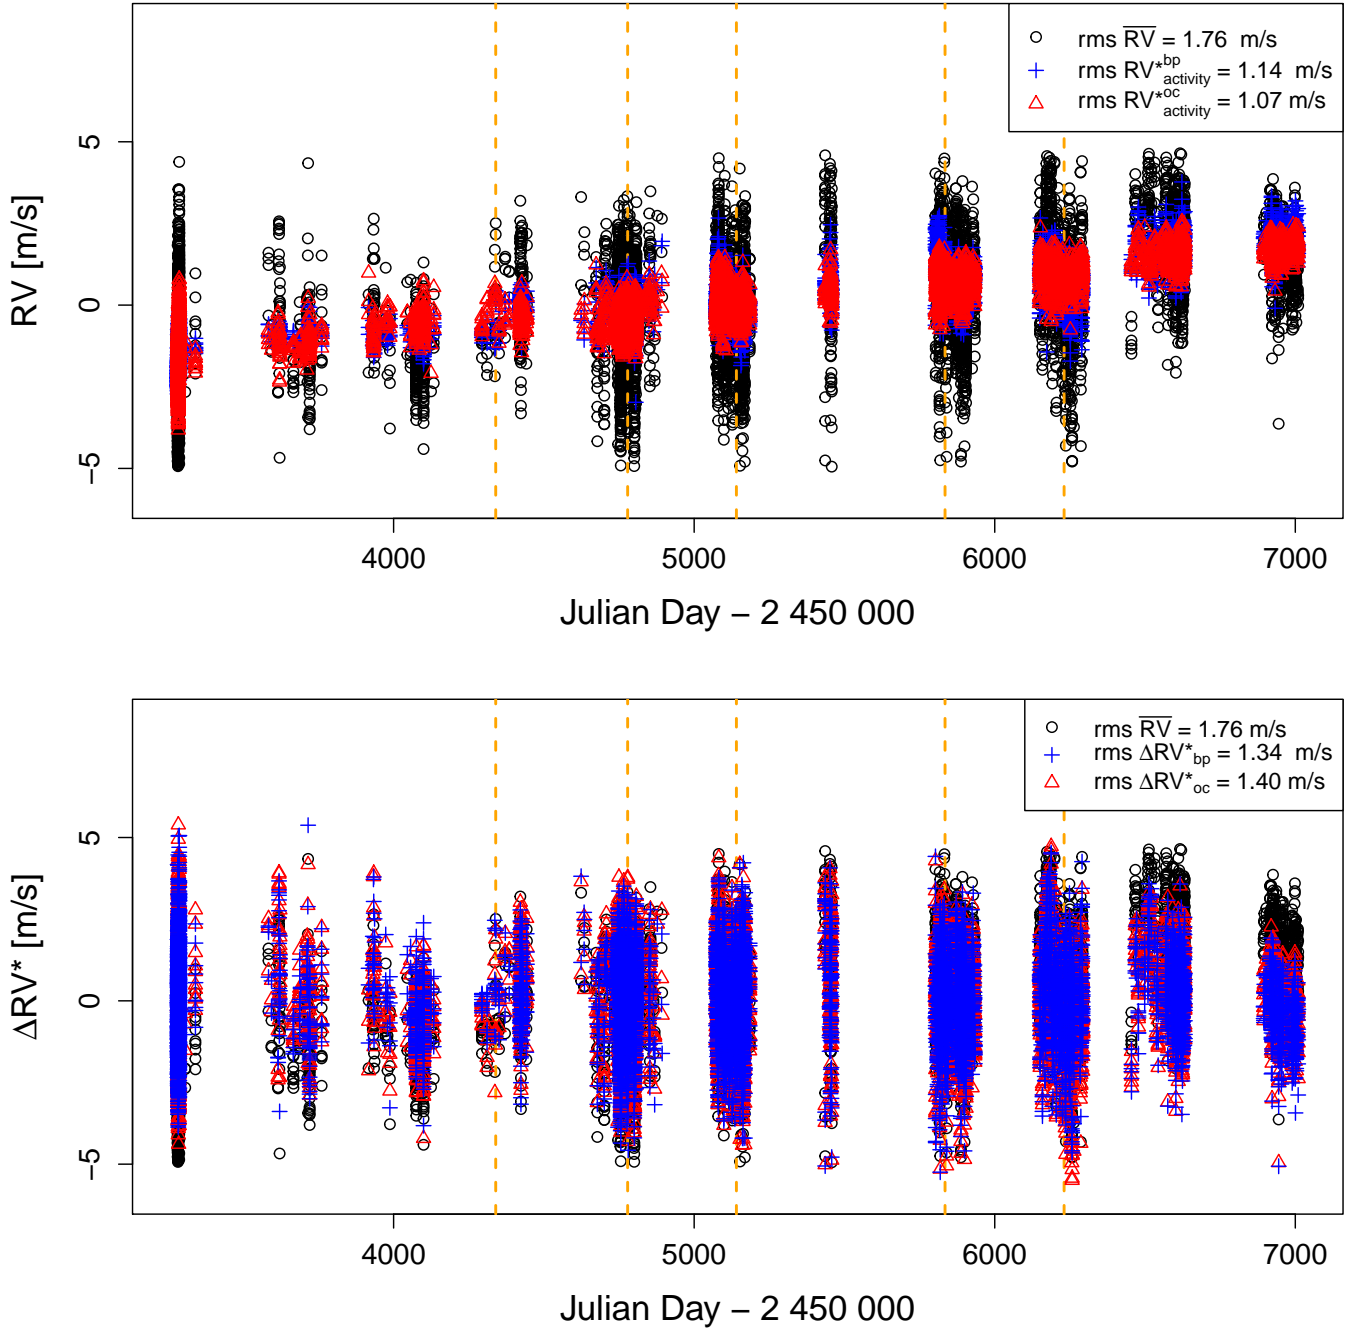 rms RV = 1.76 m/s
rms RV*bp activity = 1.14 m/s
rms RV*oc activity = 1.07 m/s
RV [m/s]
5
0
−5
4000 5000 6000 7000
Julian Day − 2 450 000
rms RV = 1.76 m/s
rms ΔRV*bp = 1.34 m/s
rms ΔRV*oc = 1.40 m/s
ΔRV* [m/s]
5
0
−5
4000 5000 6000 7000
Julian Day − 2 450 000